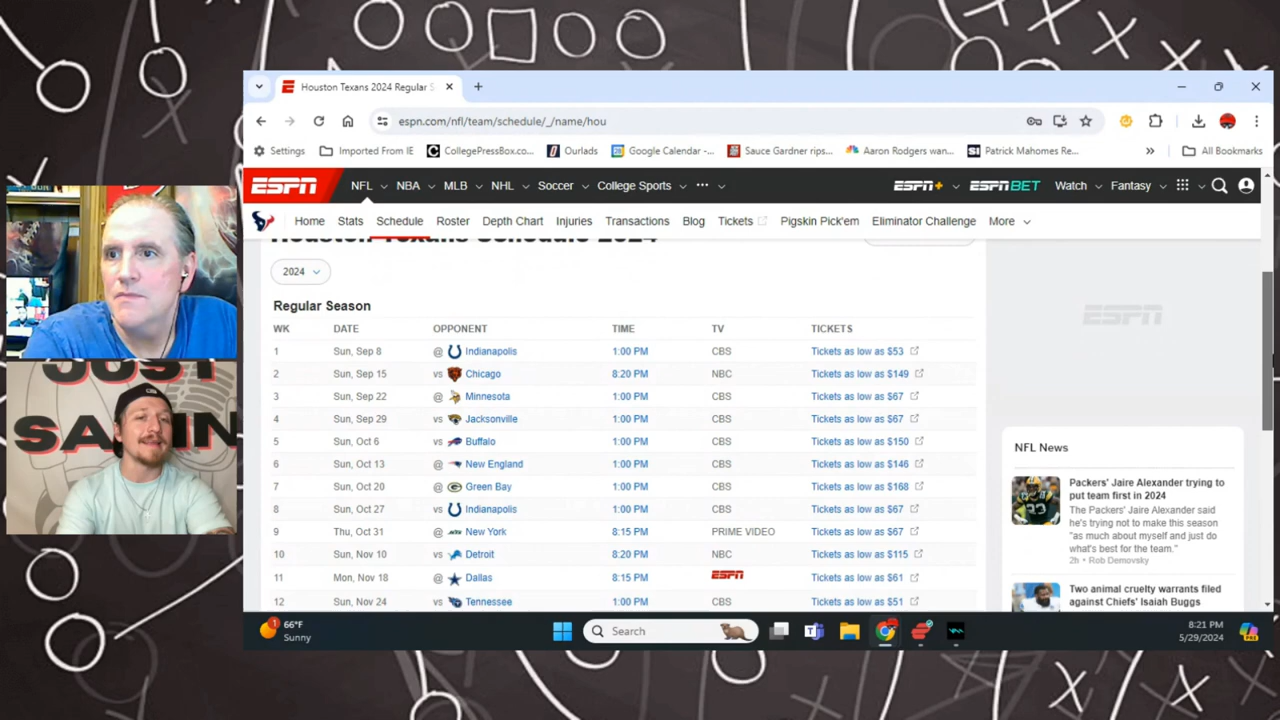 Houston Texans 2024 Regular S
espn.com/nfl/team/schedule/_/name/hou
Settings Imported From IE CollegePressBox.co... Ourlads Google Calendar -... Sauce Gardner rips... Aaron Rodgers wan... SI Patrick Mahomes Re... » All Bookmarks
ESPN NFL NBA MLB NHL Soccer College Sports ESPN+ ESPNBET Watch Fantasy
Home Stats Schedule Roster Depth Chart Injuries Transactions Blog Tickets Pigskin Pick'em Eliminator Challenge More
Houston Texans Schedule 2024
2024
Regular Season
WK DATE OPPONENT TIME TV TICKETS
1 Sun, Sep 8 @ Indianapolis 1:00 PM CBS Tickets as low as $53
2 Sun, Sep 15 vs Chicago 8:20 PM NBC Tickets as low as $149
3 Sun, Sep 22 @ Minnesota 1:00 PM CBS Tickets as low as $67
4 Sun, Sep 29 vs Jacksonville 1:00 PM CBS Tickets as low as $67
5 Sun, Oct 6 vs Buffalo 1:00 PM CBS Tickets as low as $150
6 Sun, Oct 13 @ New England 1:00 PM CBS Tickets as low as $146
7 Sun, Oct 20 @ Green Bay 1:00 PM CBS Tickets as low as $168
8 Sun, Oct 27 vs Indianapolis 1:00 PM CBS Tickets as low as $67
9 Thu, Oct 31 @ New York 8:15 PM PRIME VIDEO Tickets as low as $67
10 Sun, Nov 10 vs Detroit 8:20 PM NBC Tickets as low as $115
11 Mon, Nov 18 @ Dallas 8:15 PM ESPN Tickets as low as $61
12 Sun, Nov 24 vs Tennessee 1:00 PM CBS Tickets as low as $51
ESPN
NFL News
Packers' Jaire Alexander trying to
put team first in 2024
The Packers' Jaire Alexander said
he's trying not to make this season
"as much about myself and just do
what's best for the team."
2h • Rob Demovsky
Two animal cruelty warrants filed
against Chiefs' Isaiah Buggs
JUST
SA IN
1
66°F
Sunny
Search
8:21 PM
5/29/2024